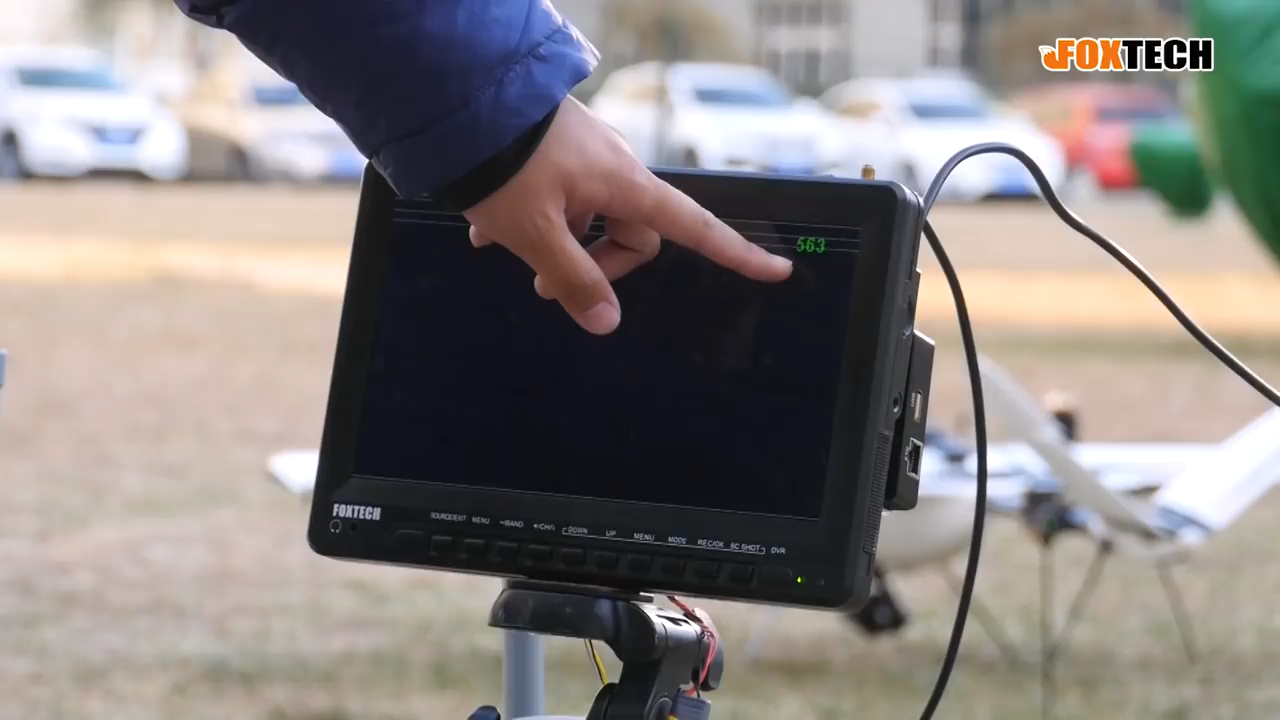 FOXTECH
563
FOXTECH
SOURCE/EXIT MENU -/BAND +/CH/R DOWN UP MENU MODE REC/OK SC SHOT DVR